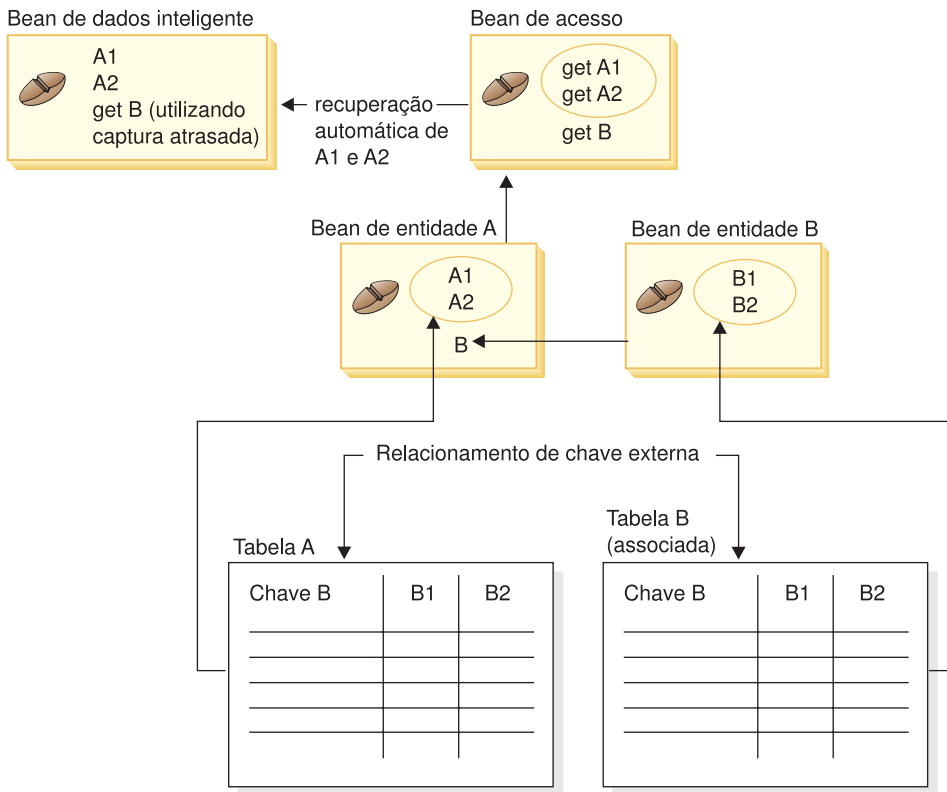 Bean de dados inteligente
A1
A2
get B (utilizando
captura atrasada)
recuperação
automática de
A1 e A2
Bean de acesso
get A1
get A2
get B
Bean de entidade A
A1
A2
B
Bean de entidade B
B1
B2
Relacionamento de chave externa
Tabela A
Chave B B1 B2
Tabela B
(associada)
Chave B B1 B2